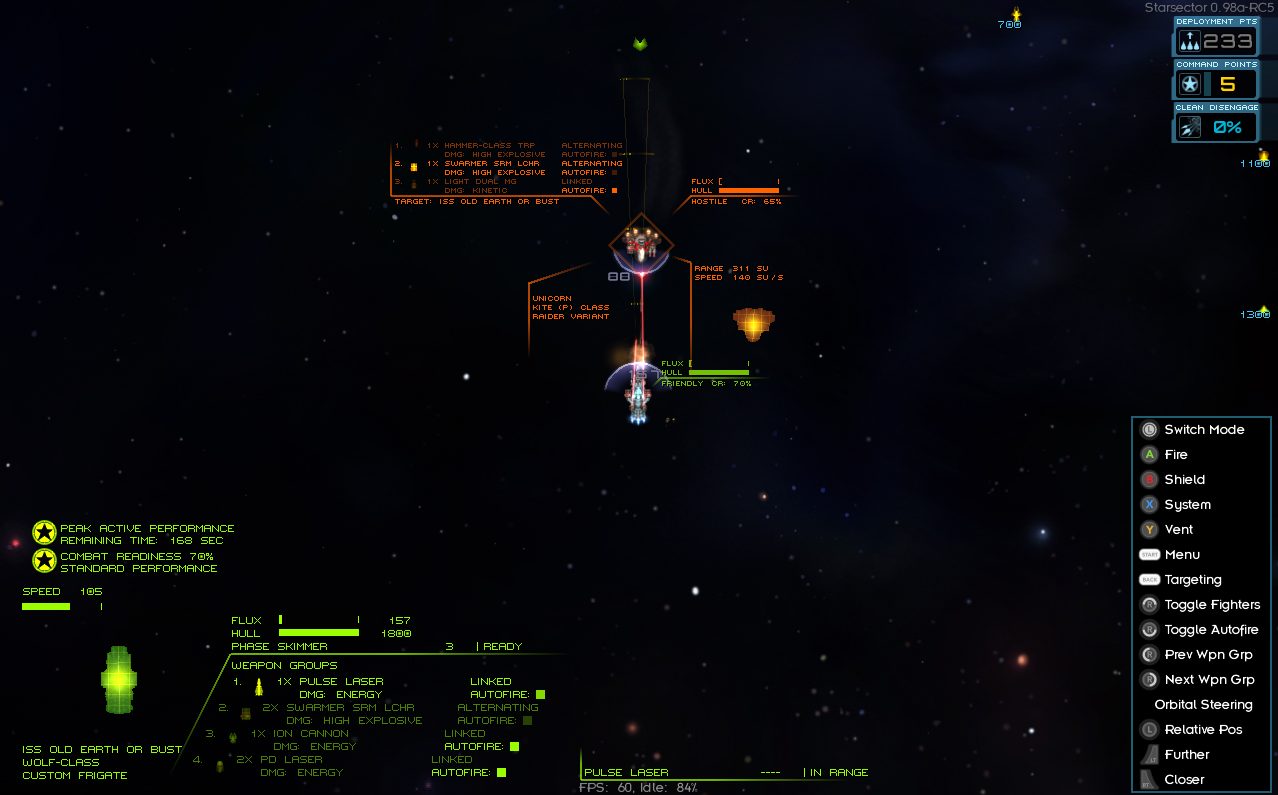 Starsector 0.98a-RC5
700
DEPLOYMENT PTS
233
COMMAND POINTS
5
CLEAN DISENGAGE
0%
1100
1300
1. 1X HAMMER-CLASS TRP ALTERNATING
DMG: HIGH EXPLOSIVE AUTOFIRE:
2. 1X SWARMER SRM LCHR ALTERNATING
DMG: HIGH EXPLOSIVE AUTOFIRE:
3. 1X LIGHT DUAL MG LINKED
DMG: KINETIC AUTOFIRE:
TARGET: ISS OLD EARTH OR BUST
FLUX
HULL
HOSTILE CR: 65%
88
RANGE 311 SU
SPEED 140 SU/S
UNICORN
KITE (P) CLASS
RAIDER VARIANT
FLUX
HULL
FRIENDLY CR: 70%
PEAK ACTIVE PERFORMANCE
REMAINING TIME: 168 SEC
COMBAT READINESS 70%
STANDARD PERFORMANCE
SPEED 105
FLUX 157
HULL 1800
PHASE SKIMMER 3 READY
WEAPON GROUPS
1. 1X PULSE LASER LINKED
DMG: ENERGY AUTOFIRE:
2. 2X SWARMER SRM LCHR ALTERNATING
DMG: HIGH EXPLOSIVE AUTOFIRE:
3. 1X ION CANNON LINKED
DMG: ENERGY AUTOFIRE:
4. 2X PD LASER LINKED
DMG: ENERGY AUTOFIRE:
ISS OLD EARTH OR BUST
WOLF-CLASS
CUSTOM FRIGATE
PULSE LASER ---- IN RANGE
FPS: 60, Idle: 84%
L Switch Mode
A Fire
B Shield
X System
Y Vent
START Menu
BACK Targeting
R Toggle Fighters
R Toggle Autofire
R Prev Wpn Grp
R Next Wpn Grp
Orbital Steering
L Relative Pos
LT Further
RT Closer